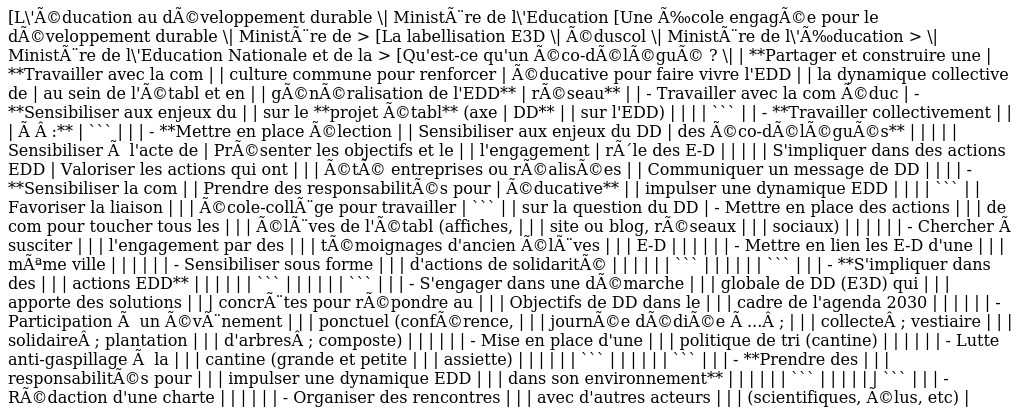 [L\'Ã©ducation au dÃ©veloppement durable \| MinistÃ¨re de l\'Education [Une Ã‰cole engagÃ©e pour le
dÃ©veloppement durable \| MinistÃ¨re de > [La labellisation E3D \| Ã©duscol \| MinistÃ¨re de l\'Ã‰ducation >
\| MinistÃ¨re de l\'Education Nationale et de la > [Qu'est-ce qu'un Ã©co-dÃ©lÃ©guÃ© ? \| | **Partager et construire une |
**Travailler avec la com | | culture commune pour renforcer | Ã©ducative pour faire vivre l'EDD | | la dynamique collective de
| au sein de l'Ã©tabl et en | | gÃ©nÃ©ralisation de l'EDD** | rÃ©seau** | | - Travailler avec la com Ã©duc | -
**Sensibiliser aux enjeux du | | sur le **projet Ã©tabl** (axe | DD** | | sur l'EDD) | | | | ``` | | - **Travailler collectivement |
| | Ã Â :** | ``` | | | - **Mettre en place Ã©lection | | Sensibiliser aux enjeux du DD | des Ã©co-dÃ©lÃ©guÃ©s** | | | | |
Sensibiliser Ã  l'acte de | PrÃ©senter les objectifs et le | | l'engagement | rÃ´le des E-D | | | | | S'impliquer dans des actions
EDD | Valoriser les actions qui ont | | | Ã©tÃ© entreprises ou rÃ©alisÃ©es | | Communiquer un message de DD | | | | -
**Sensibiliser la com | | Prendre des responsabilitÃ©s pour | Ã©ducative** | | impulser une dynamique EDD | | | | ``` | |
Favoriser la liaison | | | Ã©cole-collÃ¨ge pour travailler | ``` | | sur la question du DD | - Mettre en place des actions | | | de
com pour toucher tous les | | | Ã©lÃ¨ves de l'Ã©tabl (affiches, | | | site ou blog, rÃ©seaux | | | sociaux) | | | | | | - Chercher Ã 
susciter | | | l'engagement par des | | | tÃ©moignages d'ancien Ã©lÃ¨ves | | | E-D | | | | | | - Mettre en lien les E-D d'une | | |
mÃªme ville | | | | | | - Sensibiliser sous forme | | | d'actions de solidaritÃ© | | | | | | ``` | | | | | | ``` | | | - **S'impliquer dans
des | | | actions EDD** | | | | | | ``` | | | | | | ``` | | | - S'engager dans une dÃ©marche | | | globale de DD (E3D) qui | | |
apporte des solutions | | | concrÃ¨tes pour rÃ©pondre au | | | Objectifs de DD dans le | | | cadre de l'agenda 2030 | | | | | | -
Participation Ã  un Ã©vÃ¨nement | | | ponctuel (confÃ©rence, | | | journÃ©e dÃ©diÃ©e Ã ...Â ; | | | collecteÂ ; vestiaire | | |
solidaireÂ ; plantation | | | d'arbresÂ ; composte) | | | | | | - Mise en place d'une | | | politique de tri (cantine) | | | | | | - Lutte
anti-gaspillage Ã  la | | | cantine (grande et petite | | | assiette) | | | | | | ``` | | | | | | ``` | | | - **Prendre des | | |
responsabilitÃ©s pour | | | impulser une dynamique EDD | | | dans son environnement** | | | | | | ``` | | | | | | ``` | | | -
RÃ©daction d'une charte | | | | | | - Organiser des rencontres | | | avec d'autres acteurs | | | (scientifiques, Ã©lus, etc) |